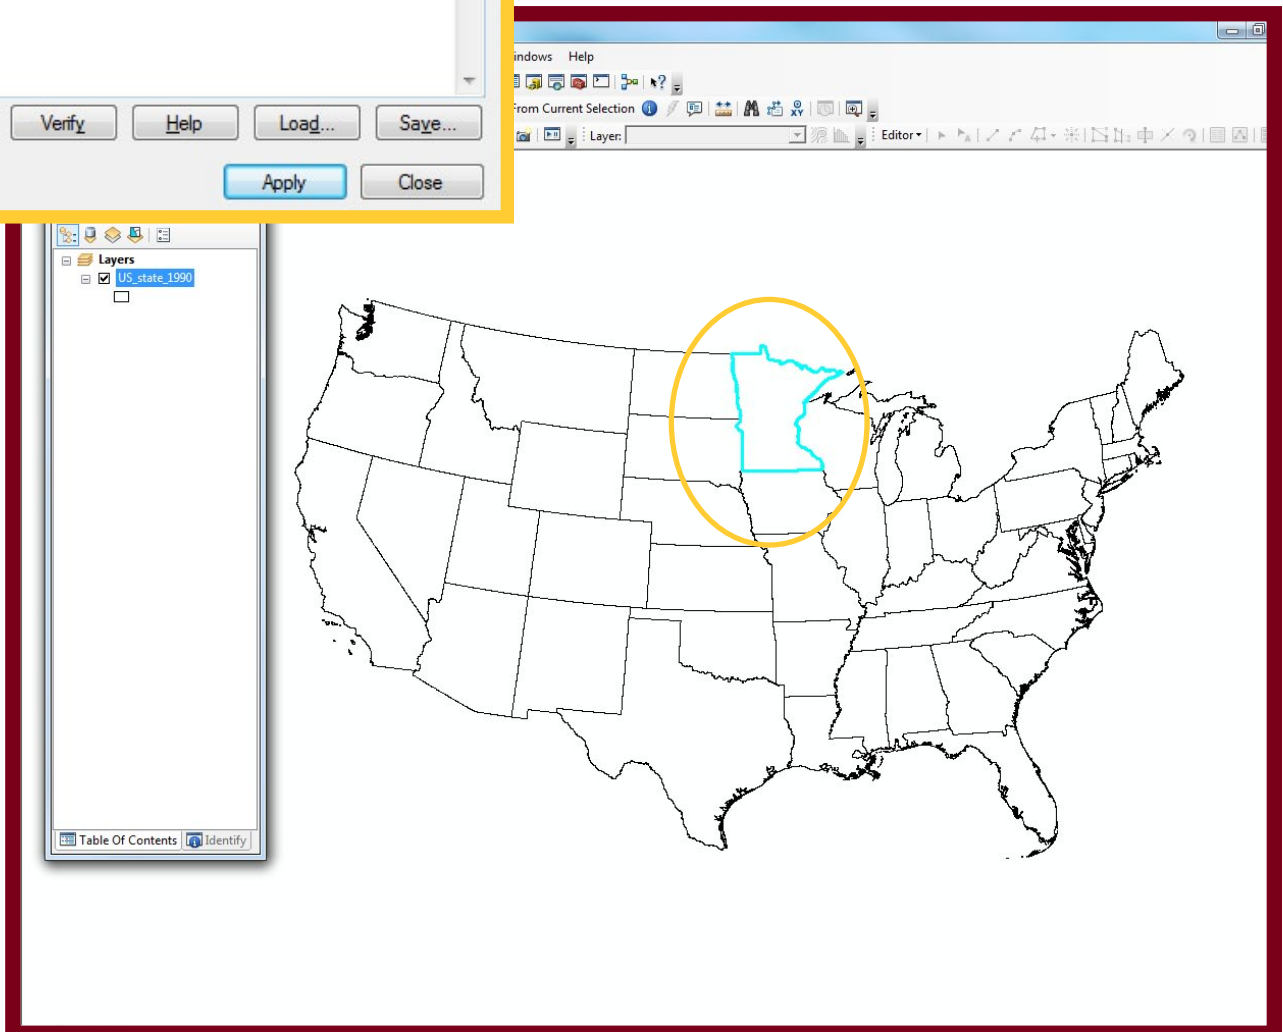 Verify Help Load... Save...
Apply Close
indows Help
From Current Selection
Layer: Editor
Layers
US_state_1990
Table Of Contents Identify